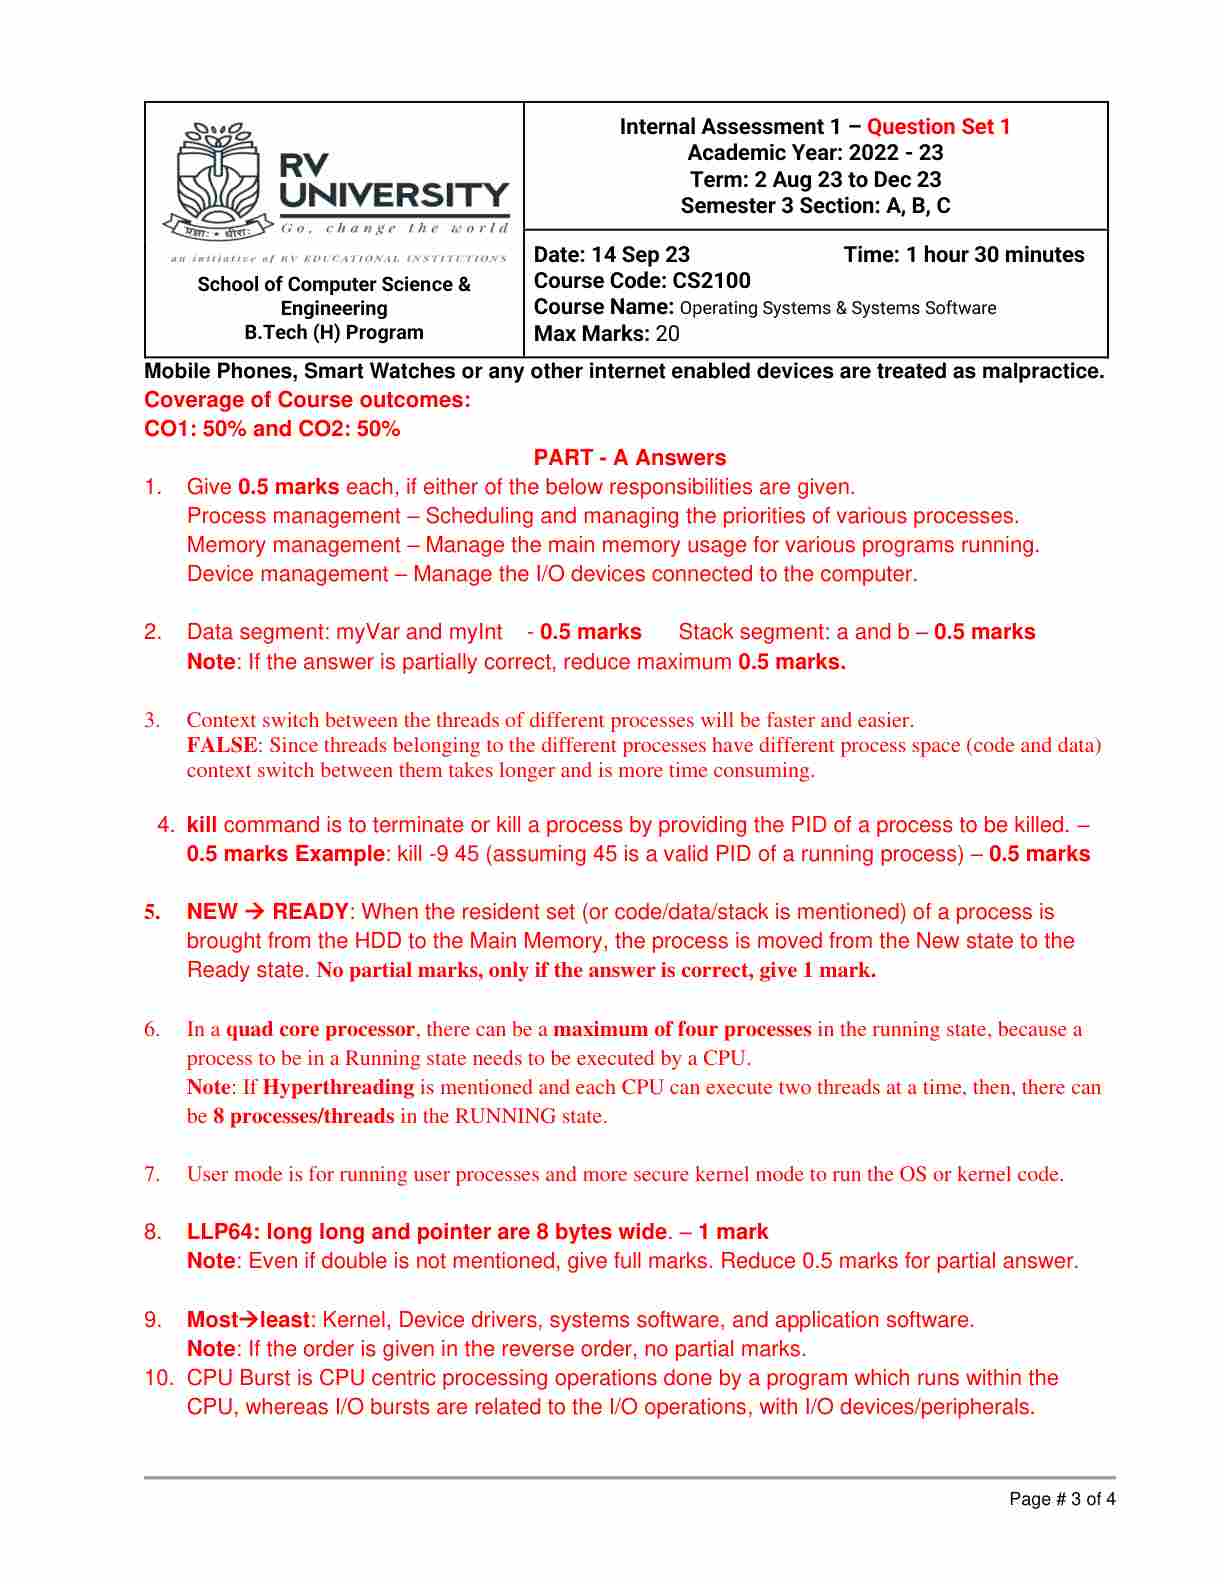 RV
UNIVERSITY
Go, change the world
प्रज्ञाः • धीराः
an initiative of RV EDUCATIONAL INSTITUTIONS
School of Computer Science &
Engineering
B.Tech (H) Program
Internal Assessment 1 – Question Set 1
Academic Year: 2022 - 23
Term: 2 Aug 23 to Dec 23
Semester 3 Section: A, B, C
Date: 14 Sep 23 Time: 1 hour 30 minutes
Course Code: CS2100
Course Name: Operating Systems & Systems Software
Max Marks: 20
Mobile Phones, Smart Watches or any other internet enabled devices are treated as malpractice.
Coverage of Course outcomes:
CO1: 50% and CO2: 50%
PART - A Answers
1. Give 0.5 marks each, if either of the below responsibilities are given.
Process management – Scheduling and managing the priorities of various processes.
Memory management – Manage the main memory usage for various programs running.
Device management – Manage the I/O devices connected to the computer.
2. Data segment: myVar and myInt - 0.5 marks Stack segment: a and b – 0.5 marks
Note: If the answer is partially correct, reduce maximum 0.5 marks.
3. Context switch between the threads of different processes will be faster and easier.
FALSE: Since threads belonging to the different processes have different process space (code and data)
context switch between them takes longer and is more time consuming.
4. kill command is to terminate or kill a process by providing the PID of a process to be killed. –
0.5 marks Example: kill -9 45 (assuming 45 is a valid PID of a running process) – 0.5 marks
5. NEW → READY: When the resident set (or code/data/stack is mentioned) of a process is
brought from the HDD to the Main Memory, the process is moved from the New state to the
Ready state. No partial marks, only if the answer is correct, give 1 mark.
6. In a quad core processor, there can be a maximum of four processes in the running state, because a
process to be in a Running state needs to be executed by a CPU.
Note: If Hyperthreading is mentioned and each CPU can execute two threads at a time, then, there can
be 8 processes/threads in the RUNNING state.
7. User mode is for running user processes and more secure kernel mode to run the OS or kernel code.
8. LLP64: long long and pointer are 8 bytes wide. – 1 mark
Note: Even if double is not mentioned, give full marks. Reduce 0.5 marks for partial answer.
9. Most→least: Kernel, Device drivers, systems software, and application software.
Note: If the order is given in the reverse order, no partial marks.
10. CPU Burst is CPU centric processing operations done by a program which runs within the
CPU, whereas I/O bursts are related to the I/O operations, with I/O devices/peripherals.
Page # 3 of 4